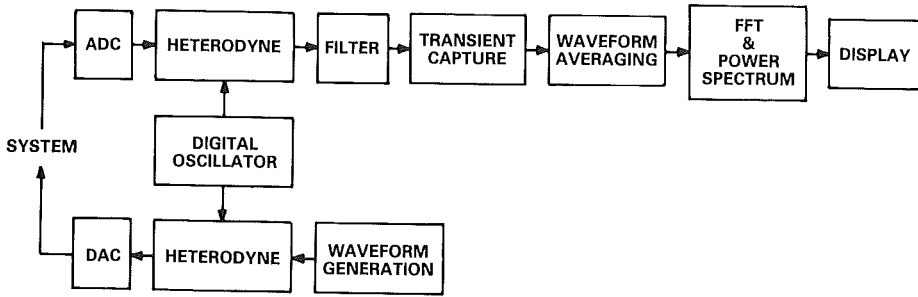 ADC
HETERODYNE
FILTER
TRANSIENT
CAPTURE
WAVEFORM
AVERAGING
FFT
&
POWER
SPECTRUM
DISPLAY
SYSTEM
DIGITAL
OSCILLATOR
DAC
HETERODYNE
WAVEFORM
GENERATION